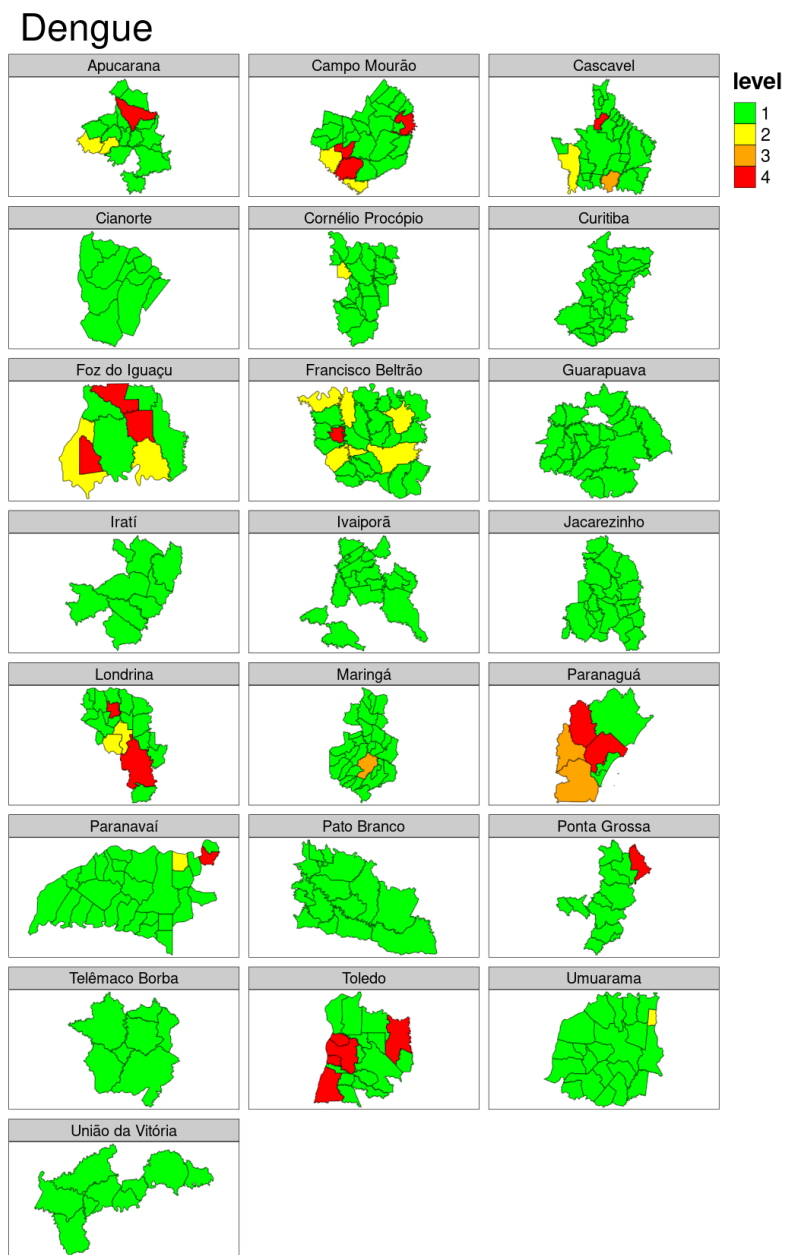 Dengue
Apucarana
Campo Mourão
Cascavel
level
1
2
3
4
Cianorte
Cornélio Procópio
Curitiba
Foz do Iguaçu
Francisco Beltrão
Guarapuava
Iratí
Ivaiporã
Jacarezinho
Londrina
Maringá
Paranaguá
Paranavaí
Pato Branco
Ponta Grossa
Telêmaco Borba
Toledo
Umuarama
União da Vitória